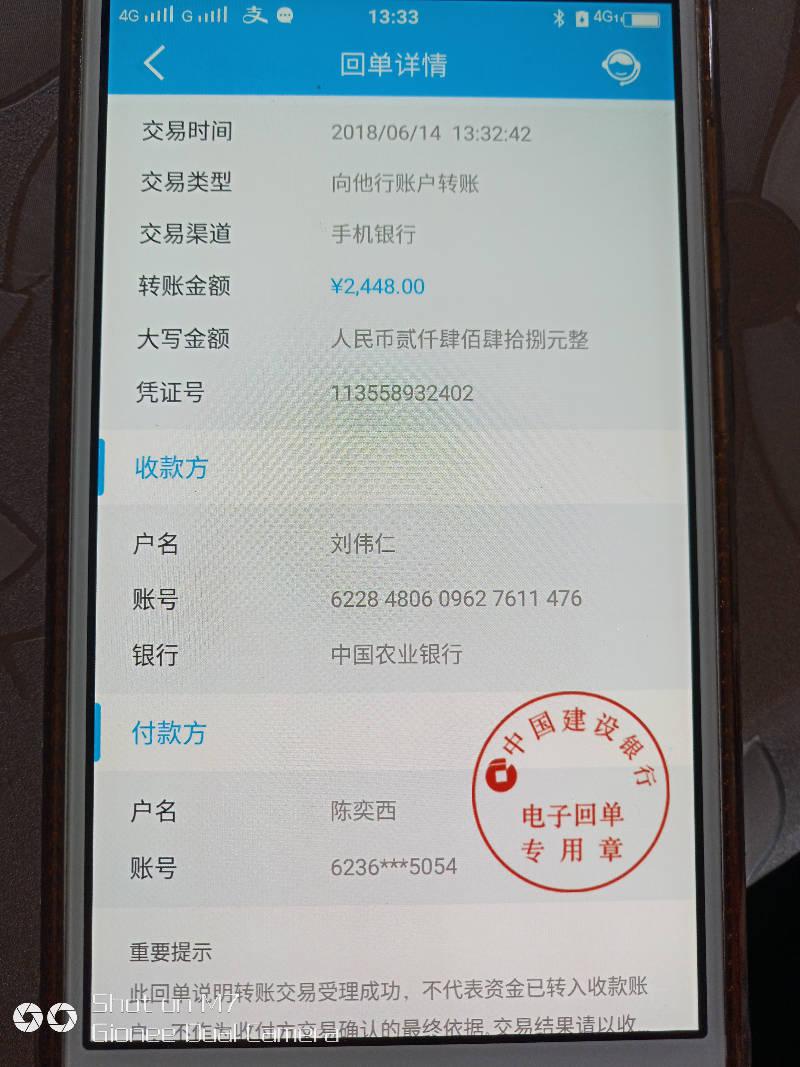 4G G 支 13:33 4G
回单详情
交易时间 2018/06/14 13:32:42
交易类型 向他行账户转账
交易渠道 手机银行
转账金额 ¥2,448.00
大写金额 人民币贰仟肆佰肆拾捌元整
凭证号 113558932402
收款方
户名 刘伟仁
账号 6228 4806 0962 7611 476
银行 中国农业银行
付款方
中国建设银行
电子回单
专用章
户名 陈奕西
账号 6236***5054
重要提示
此回单说明转账交易受理成功，不代表资金已转入收款账
不作为收付方交易确认的最终依据,交易结果请以收...
Shot on M7
Gionee Dual Camera